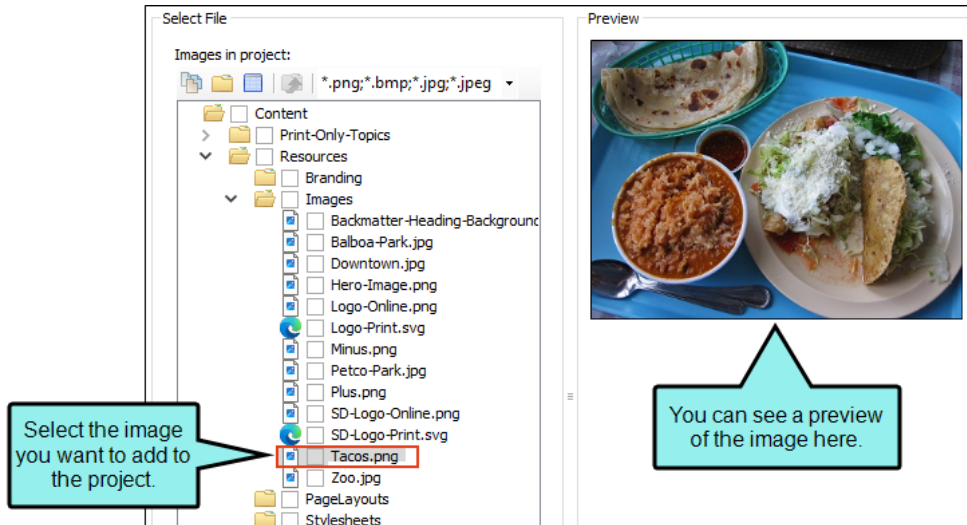 Select File
Images in project:
*.png;*.bmp;*.jpg;*.jpeg
Content
Print-Only-Topics
Resources
Branding
Images
Backmatter-Heading-Background
Balboa-Park.jpg
Downtown.jpg
Hero-Image.png
Logo-Online.png
Logo-Print.svg
Minus.png
Petco-Park.jpg
Plus.png
SD-Logo-Online.png
SD-Logo-Print.svg
Tacos.png
Zoo.jpg
PageLayouts
Stylesheets
Select the image
you want to add to
the project.
Preview
You can see a preview
of the image here.